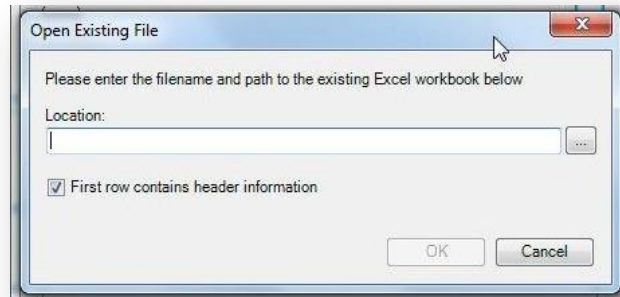 Open Existing File
Please enter the filename and path to the existing Excel workbook below
Location:
...
First row contains header information
OK Cancel